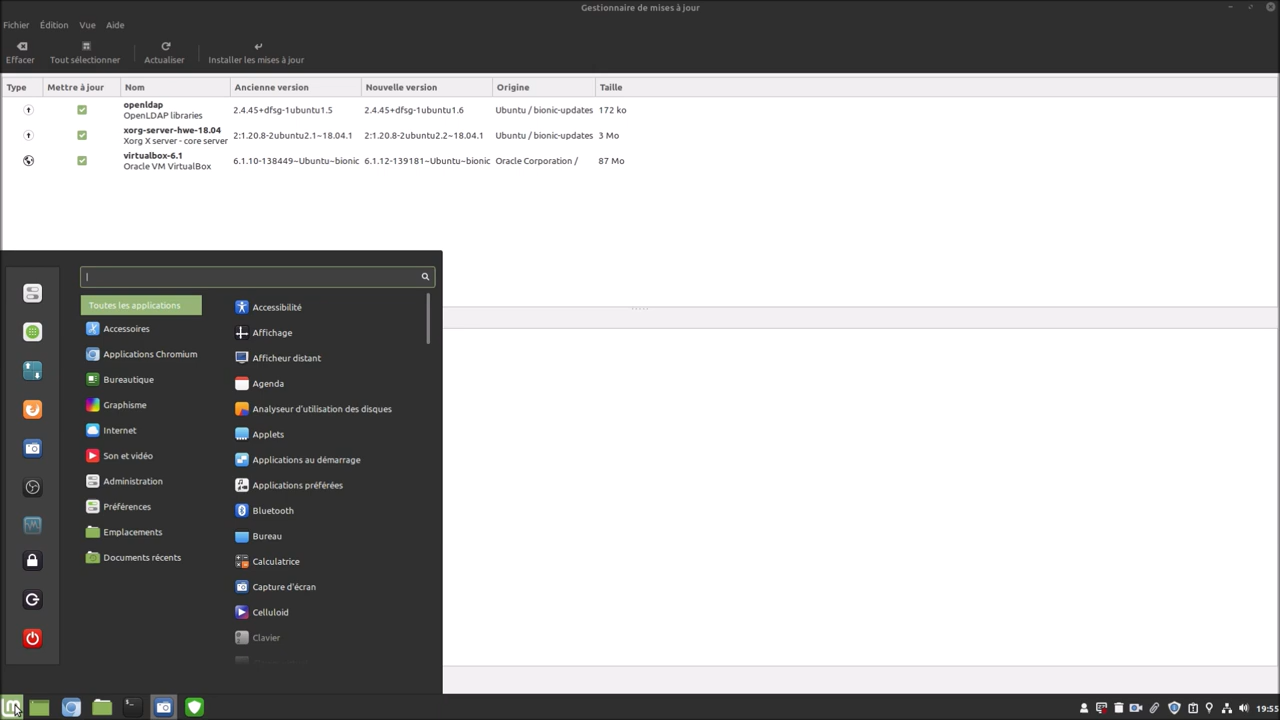 Gestionnaire de mises à jour
Fichier Édition Vue Aide
Effacer Tout sélectionner Actualiser Installer les mises à jour
Type Mettre à jour Nom Ancienne version Nouvelle version Origine Taille
openldap
OpenLDAP libraries 2.4.45+dfsg-1ubuntu1.5 2.4.45+dfsg-1ubuntu1.6 Ubuntu / bionic-updates 172 ko
xorg-server-hwe-18.04
Xorg X server - core server 2:1.20.8-2ubuntu2.1~18.04.1 2:1.20.8-2ubuntu2.2~18.04.1 Ubuntu / bionic-updates 3 Mo
virtualbox-6.1
Oracle VM VirtualBox 6.1.10-138449~Ubuntu~bionic 6.1.12-139181~Ubuntu~bionic Oracle Corporation / 87 Mo
Toutes les applications
Accessoires
Applications Chromium
Bureautique
Graphisme
Internet
Son et vidéo
Administration
Préférences
Emplacements
Documents récents
Accessibilité
Affichage
Afficheur distant
Agenda
Analyseur d'utilisation des disques
Applets
Applications au démarrage
Applications préférées
Bluetooth
Bureau
Calculatrice
Capture d'écran
Celluloid
Clavier
19:55